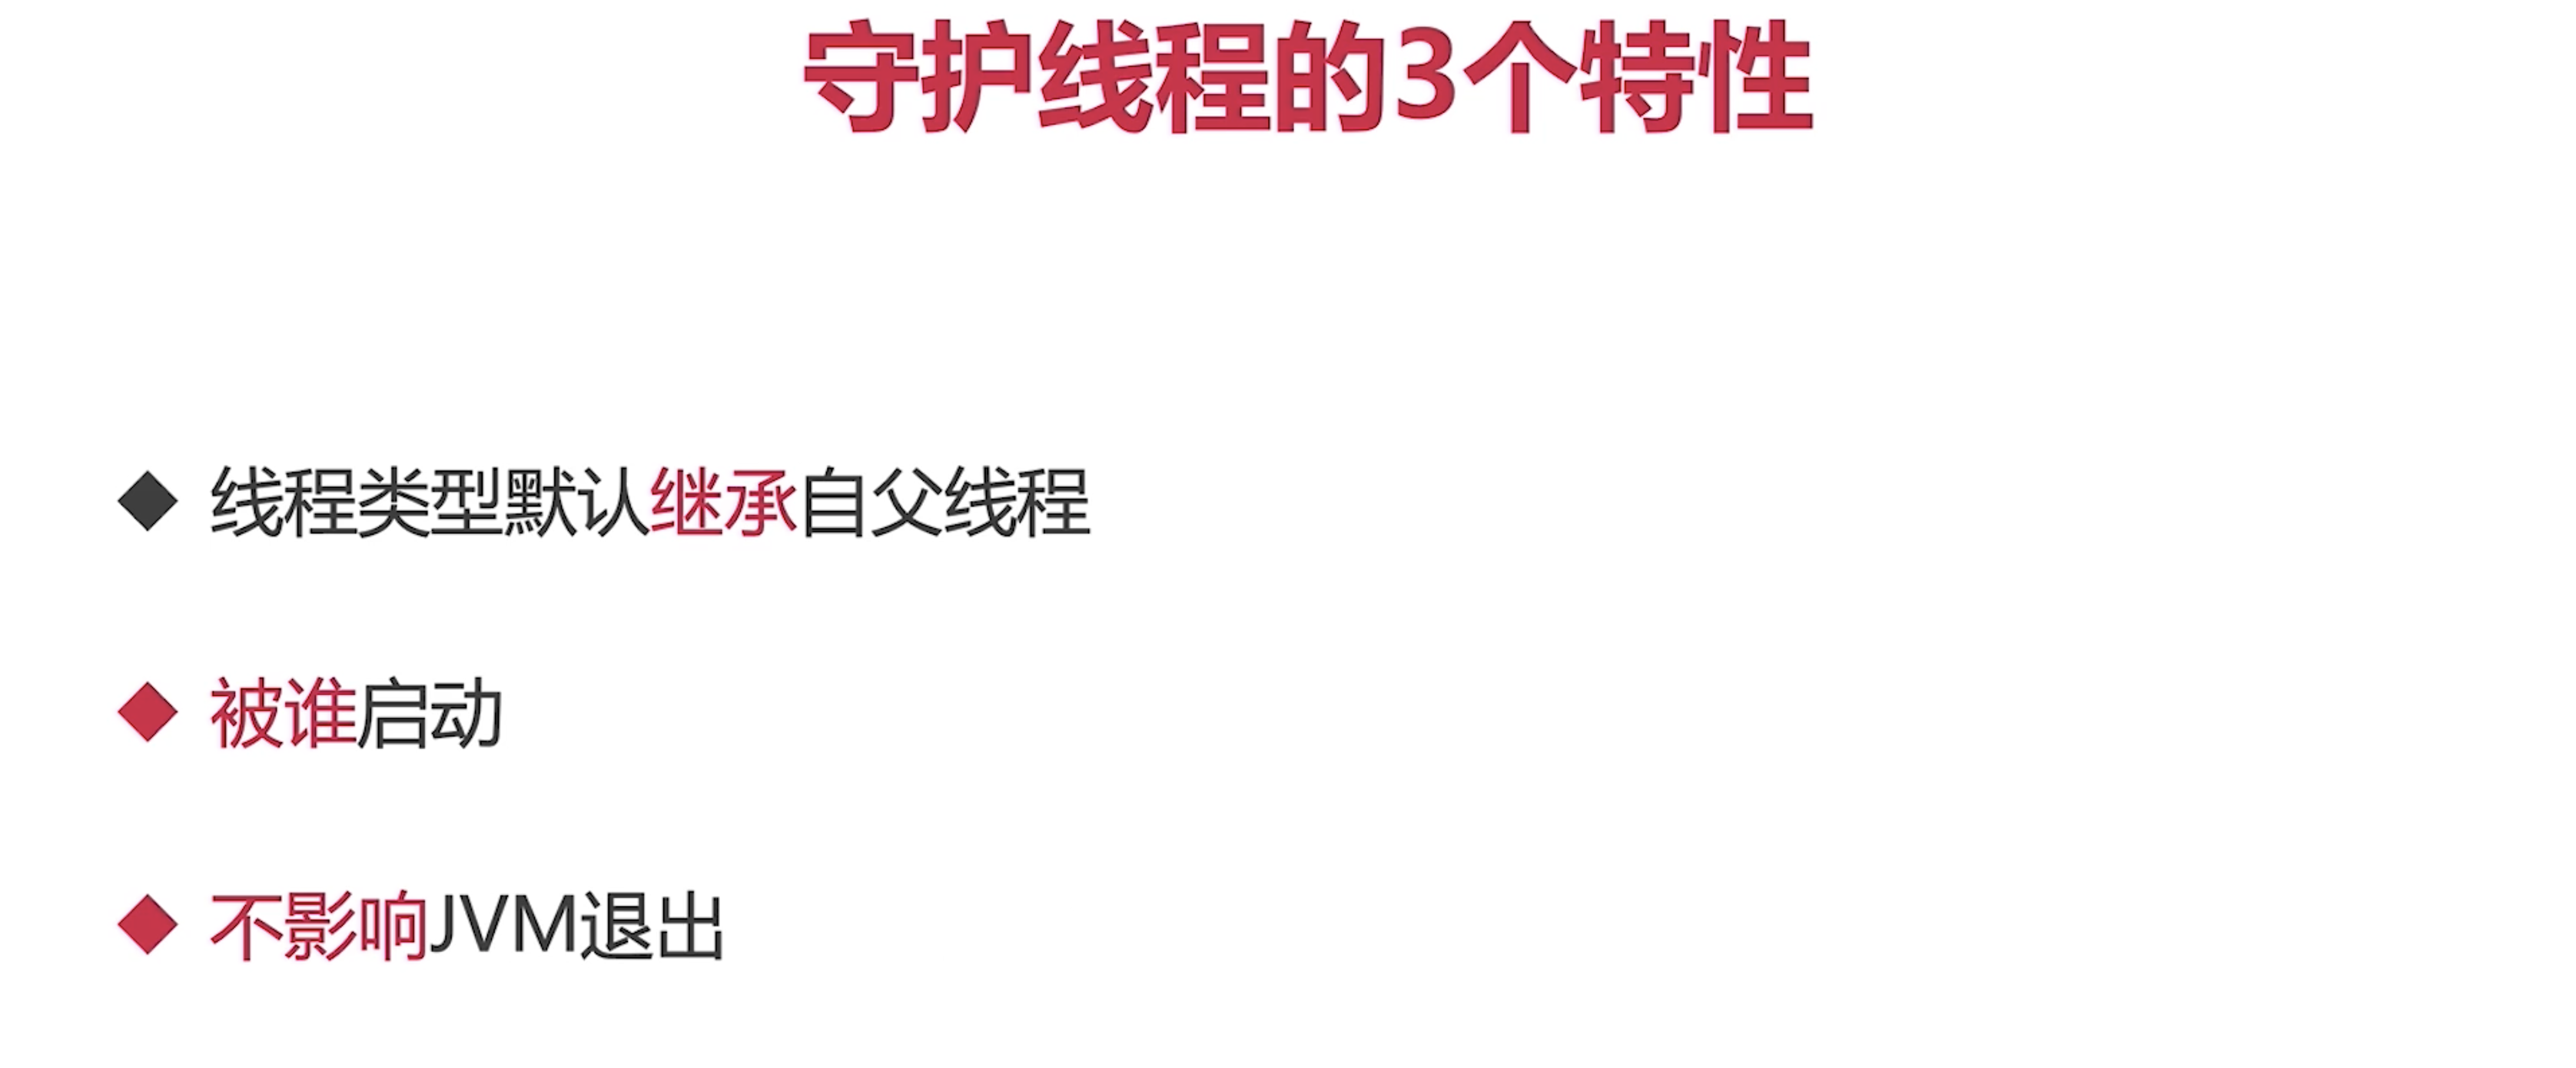 守护线程的3个特性
线程类型默认继承自父线程
被谁启动
不影响JVM退出